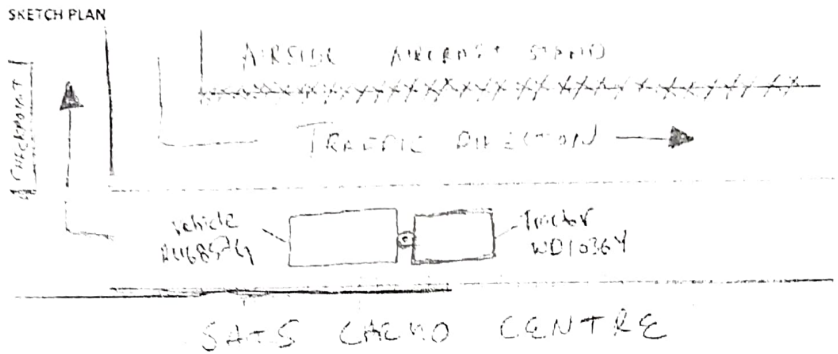 SKETCH PLAN
AIRSIDE AIRCRAFT STAND
CHECKPOINT
TRAFFIC DIRECTION
vehicle
Tractor
WD1036Y
SATS CARGO CENTRE